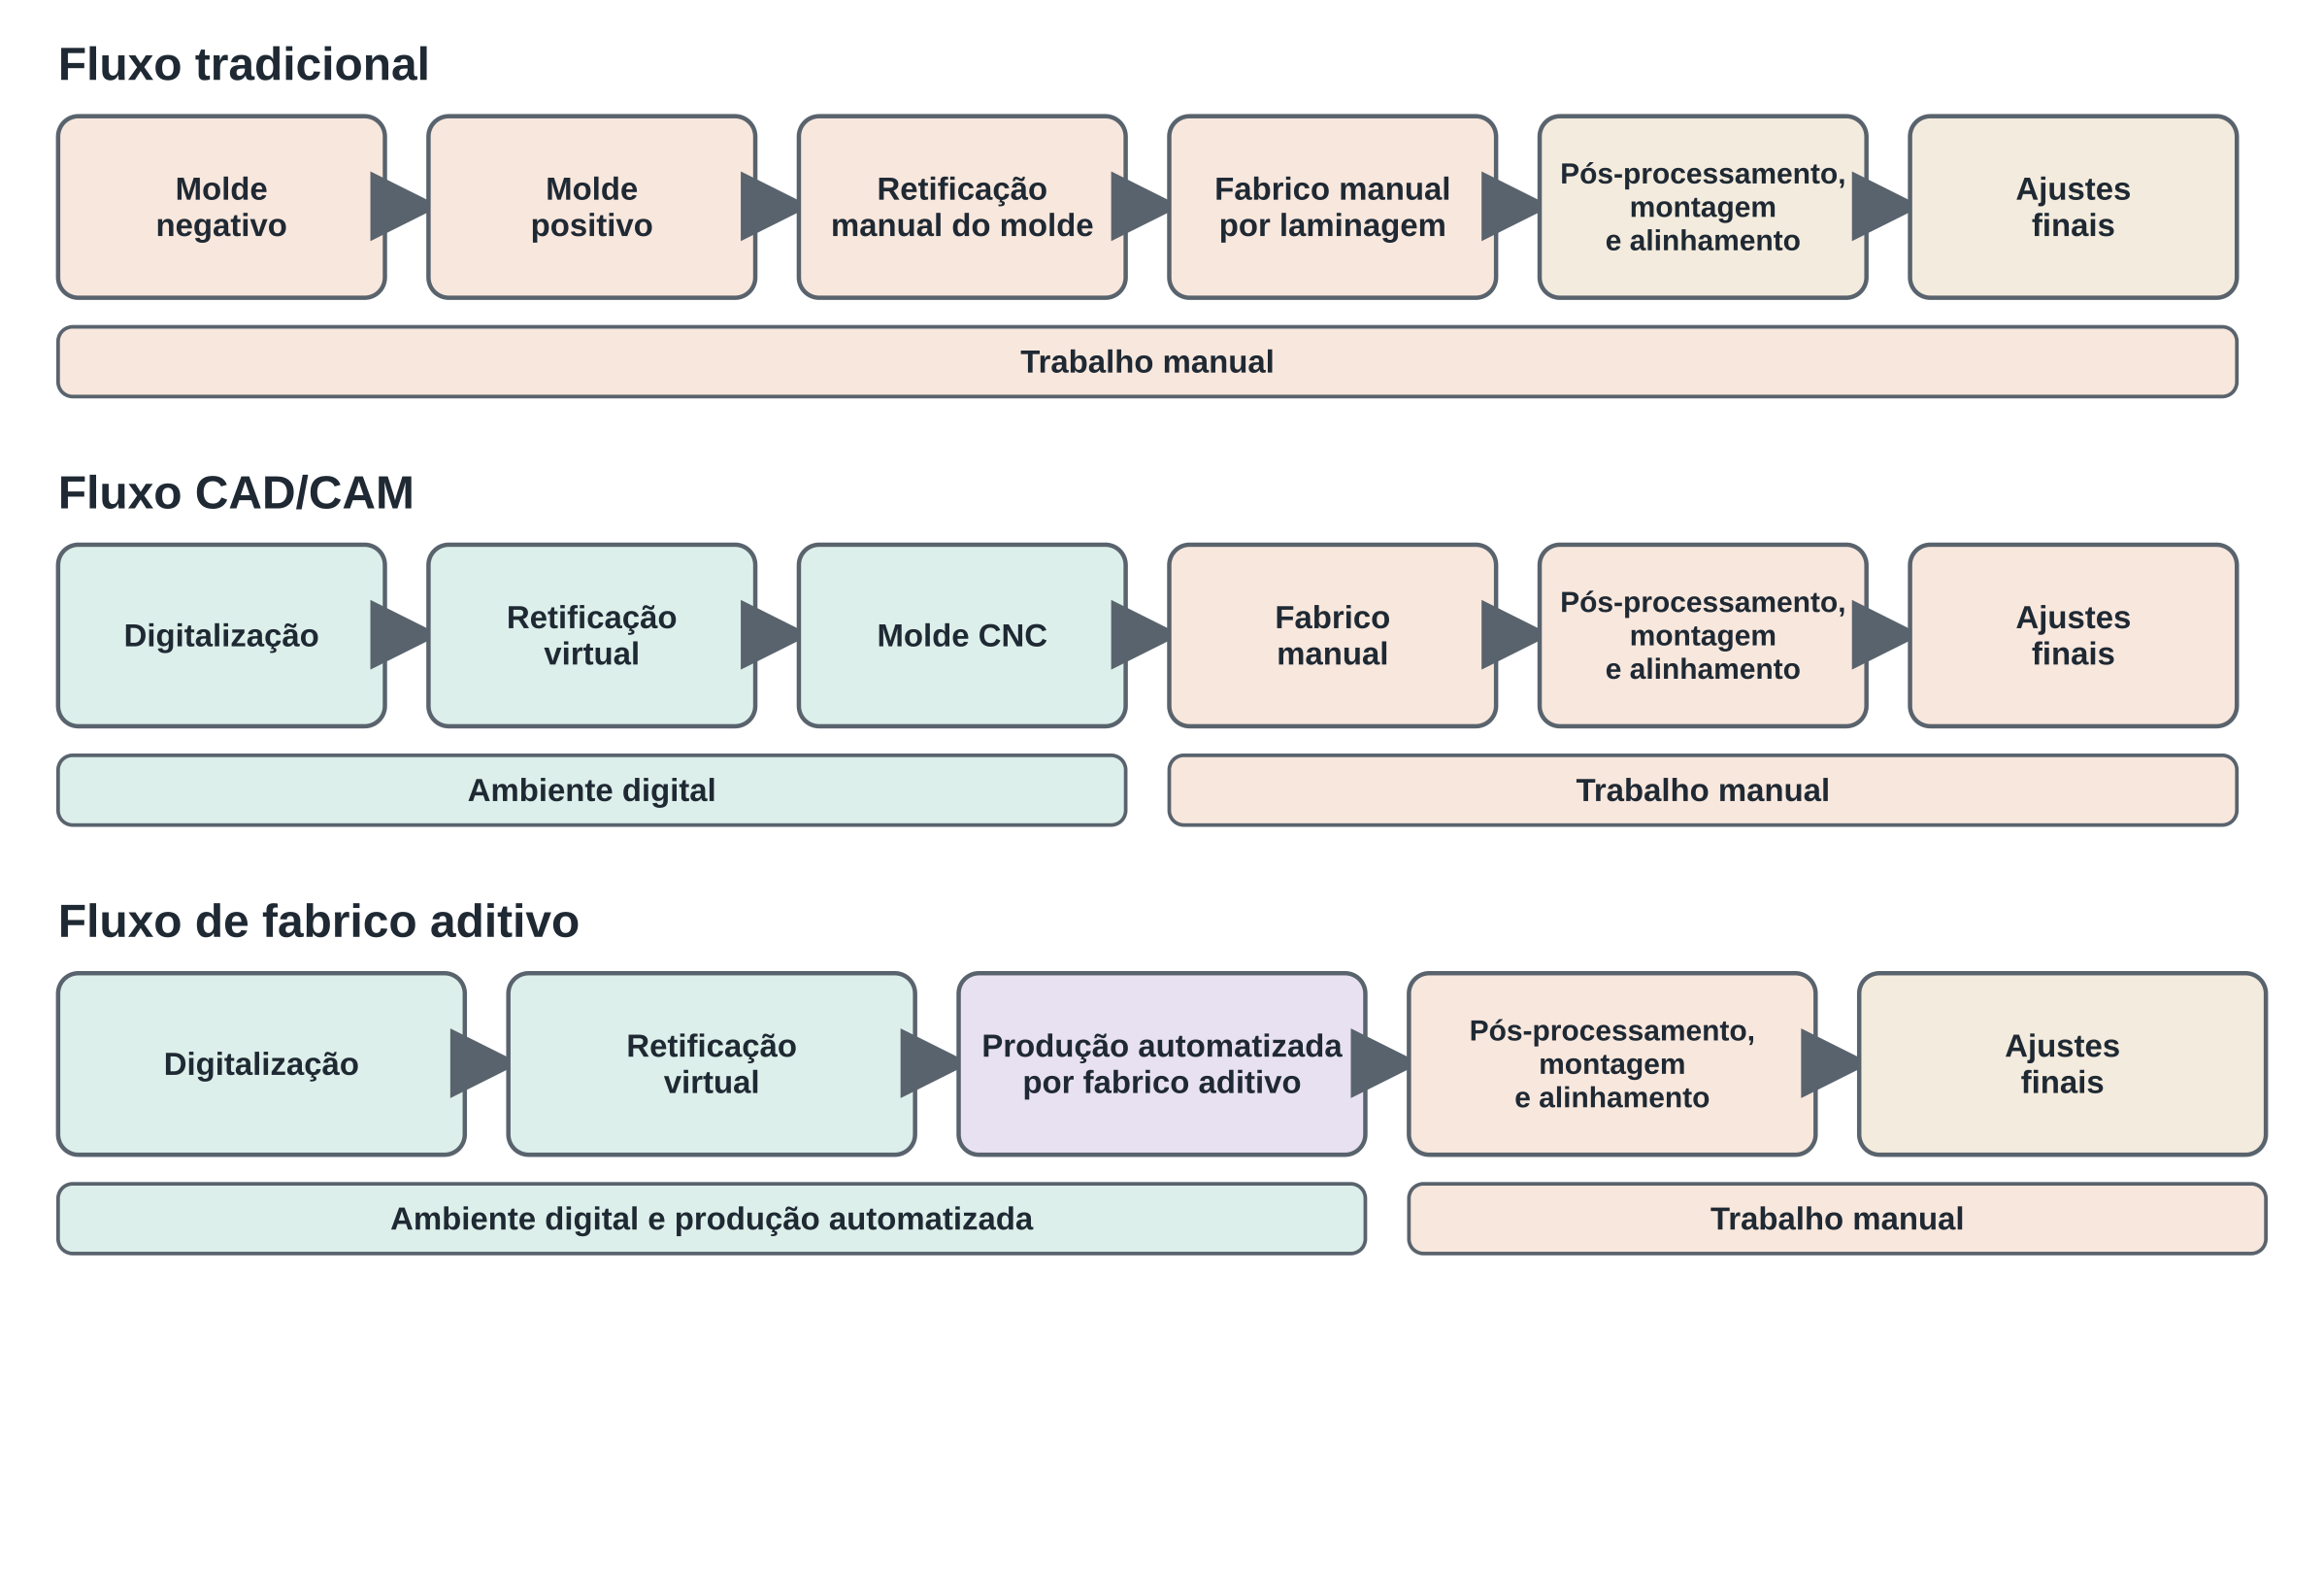 Fluxo tradicional
Molde
negativo
Molde
positivo
Retificação
manual do molde
Fabrico manual
por laminagem
Pós-processamento,
montagem
e alinhamento
Ajustes
finais
Trabalho manual
Fluxo CAD/CAM
Digitalização
Retificação
virtual
Molde CNC
Fabrico
manual
Pós-processamento,
montagem
e alinhamento
Ajustes
finais
Ambiente digital
Trabalho manual
Fluxo de fabrico aditivo
Digitalização
Retificação
virtual
Produção automatizada
por fabrico aditivo
Pós-processamento,
montagem
e alinhamento
Ajustes
finais
Ambiente digital e produção automatizada
Trabalho manual